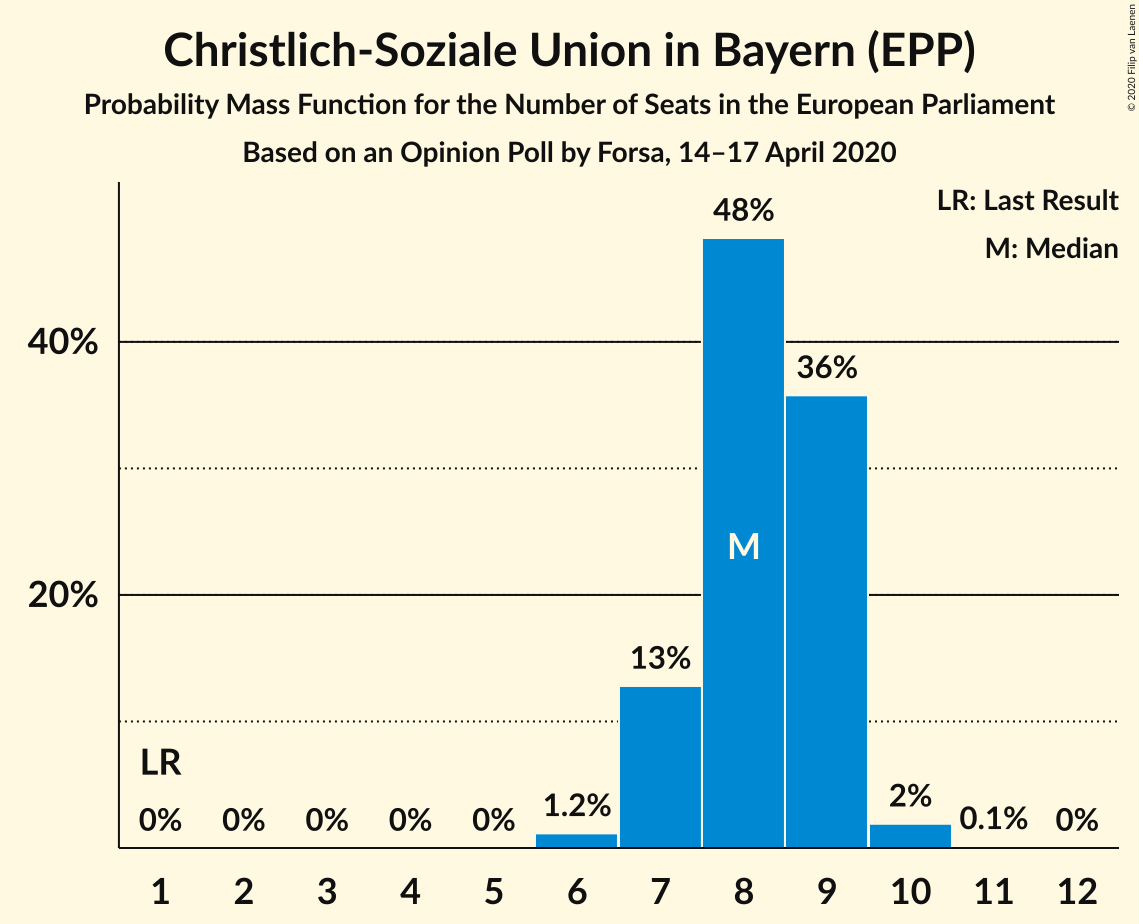 Christlich-Soziale Union in Bayern (EPP)
Probability Mass Function for the Number of Seats in the European Parliament
Based on an Opinion Poll by Forsa, 14–17 April 2020
© 2020 Filip van Laenen
LR: Last Result
M: Median
48%
40%
36%
M
20%
13%
LR
0% 0% 0% 0% 0% 1.2% 2% 0.1% 0%
1 2 3 4 5 6 7 8 9 10 11 12